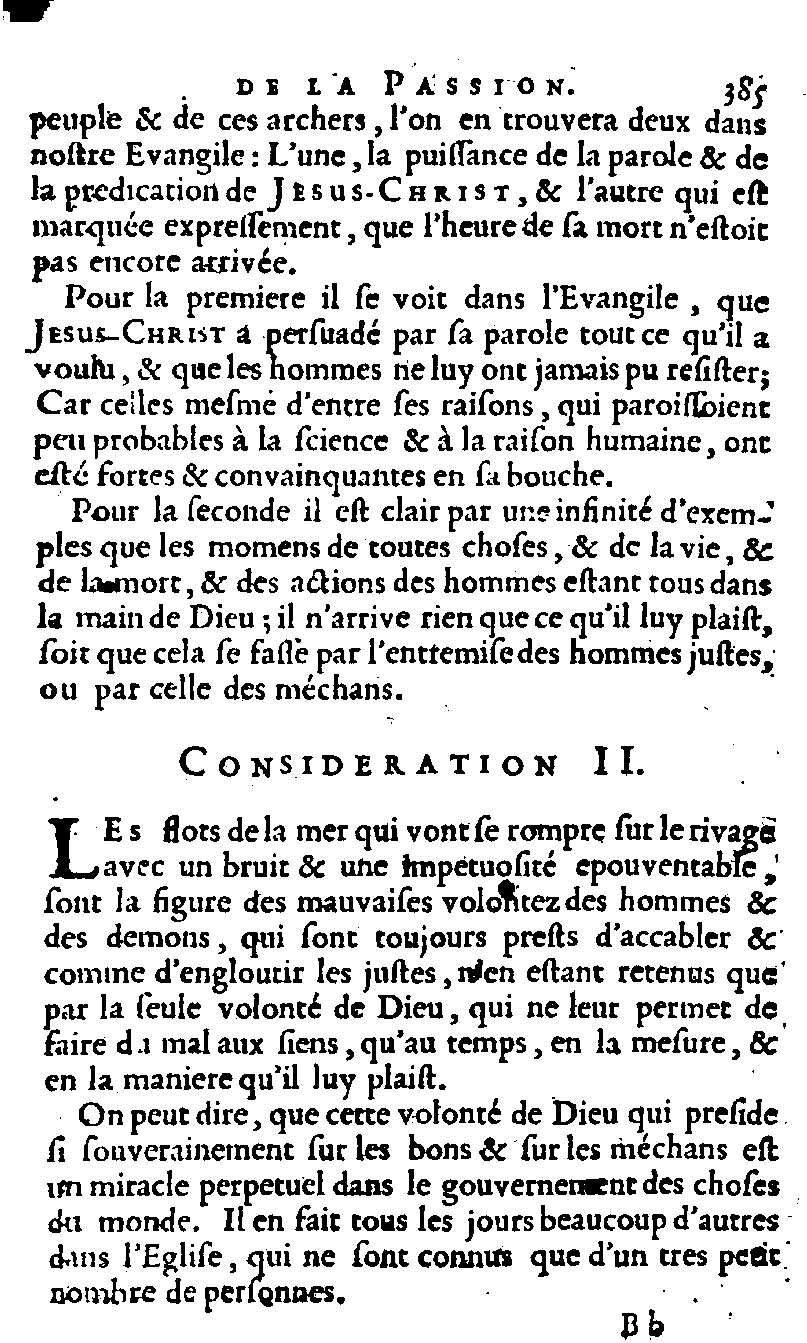 DE LA PASSION. 385
peuple & de ces archers, l'on en trouvera deux dans
noſtre Evangile : L'une, la puiſſance de la parole & de
la predication de JESUS-CHRIST, & l'autre qui eſt
marquée expreſſement, que l'heure de ſa mort n'eſtoit
pas encore arrivée.
Pour la premiere il ſe voit dans l'Evangile, que
JESUS-CHRIST a perſuadé par ſa parole tout ce qu'il a
voulu, & que les hommes ne luy ont jamais pu reſiſter;
Car celles meſme d'entre ſes raiſons, qui paroiſſoient
peu probables à la ſcience & à la raiſon humaine, ont
eſté fortes & convainquantes en ſa bouche.
Pour la ſeconde il eſt clair par une infinité d'exem-
ples que les momens de toutes choſes, & de la vie, &
de la mort, & des actions des hommes eſtant tous dans
la main de Dieu ; il n'arrive rien que ce qu'il luy plaiſt,
ſoit que cela ſe faſſe par l'entremiſe des hommes juſtes,
ou par celle des méchans.
CONSIDERATION II.
LES flots de la mer qui vont ſe rompre ſur le rivage
avec un bruit & une impetuoſité epouventable,
ſont la figure des mauvaiſes volontez des hommes &
des demons, qui ſont toujours preſts d'accabler &
comme d'engloutir les juſtes, n'en eſtant retenus que
par la ſeule volonté de Dieu, qui ne leur permet de
faire du mal aux ſiens, qu'au temps, en la meſure, &
en la maniere qu'il luy plaiſt.
On peut dire, que cette volonté de Dieu qui preſide
ſi ſouverainement ſur les bons & ſur les méchans eſt
un miracle perpetuel dans le gouvernement des choſes
du monde. Il en fait tous les jours beaucoup d'autres
dans l'Egliſe, qui ne ſont connus que d'un tres petit
nombre de perſonnes.
B b